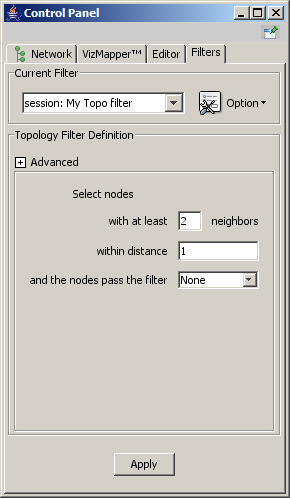 Control Panel
Network VizMapper™ Editor Filters
Current Filter
session: My Topo filter Option
Topology Filter Definition
Advanced
Select nodes
with at least 2 neighbors
within distance 1
and the nodes pass the filter None
Apply